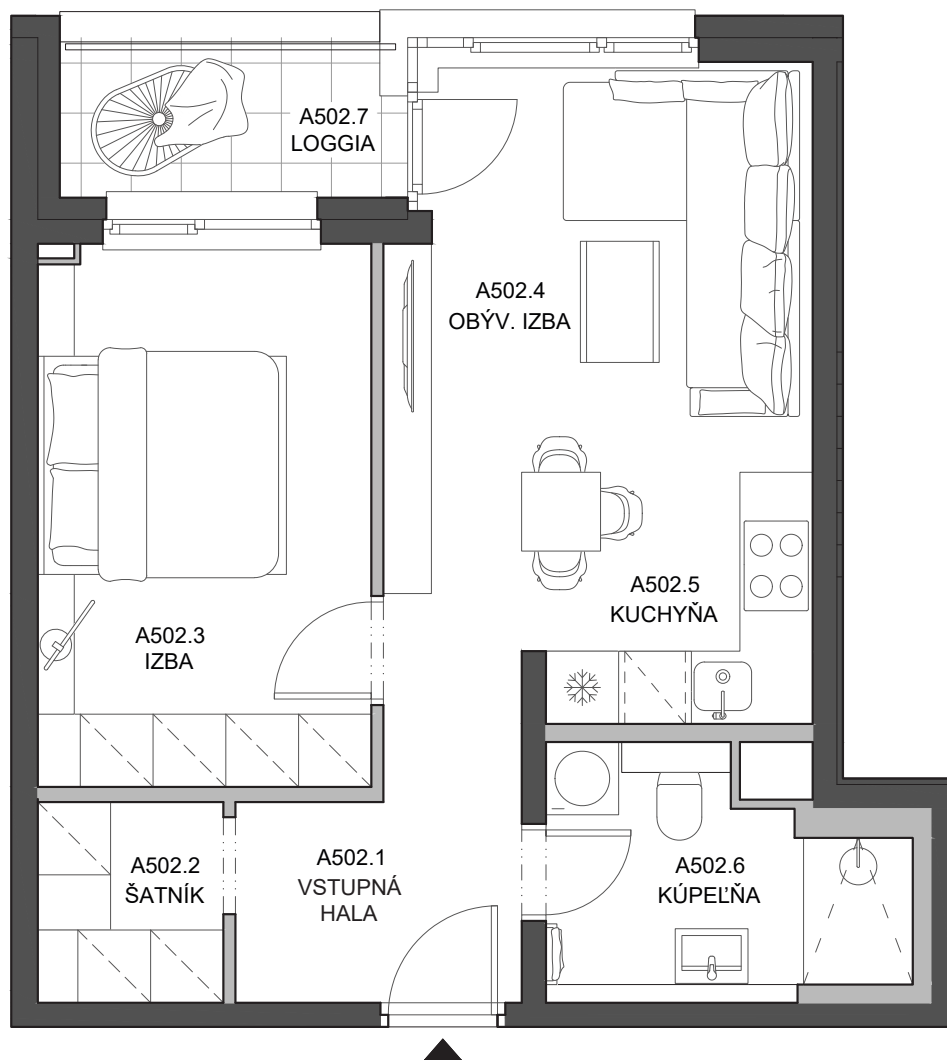 A502.7
LOGGIA
A502.4
OBÝV. IZBA
A502.5
KUCHYŇA
A502.3
IZBA
A502.2
ŠATNÍK
A502.1
VSTUPNÁ
HALA
A502.6
KÚPEĽŇA